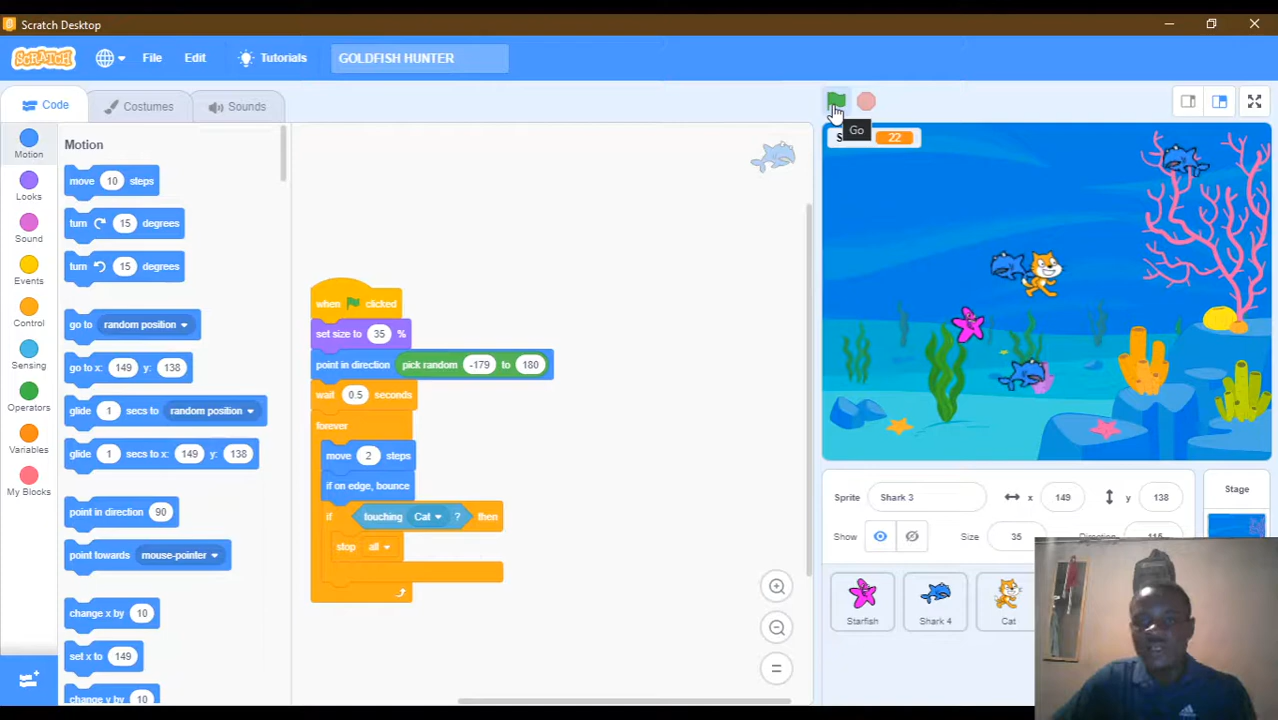 Scratch Desktop
SCRATCH
File
Edit
Tutorials
GOLDFISH HUNTER
Code
Costumes
Sounds
Go
22
Motion
Looks
Sound
Events
Control
Sensing
Operators
Variables
My Blocks
Motion
move 10 steps
turn 15 degrees
turn 15 degrees
go to random position
go to x: 149 y: 138
glide 1 secs to random position
glide 1 secs to x: 149 y: 138
point in direction 90
point towards mouse-pointer
change x by 10
set x to 149
change y by 10
when clicked
set size to 35 %
point in direction pick random -179 to 180
wait 0.5 seconds
forever
move 2 steps
if on edge, bounce
if touching Cat ? then
stop all
Sprite Shark 3 x 149 y 138
Show Size 35 Direction 115
Stage
Starfish
Shark 4
Cat